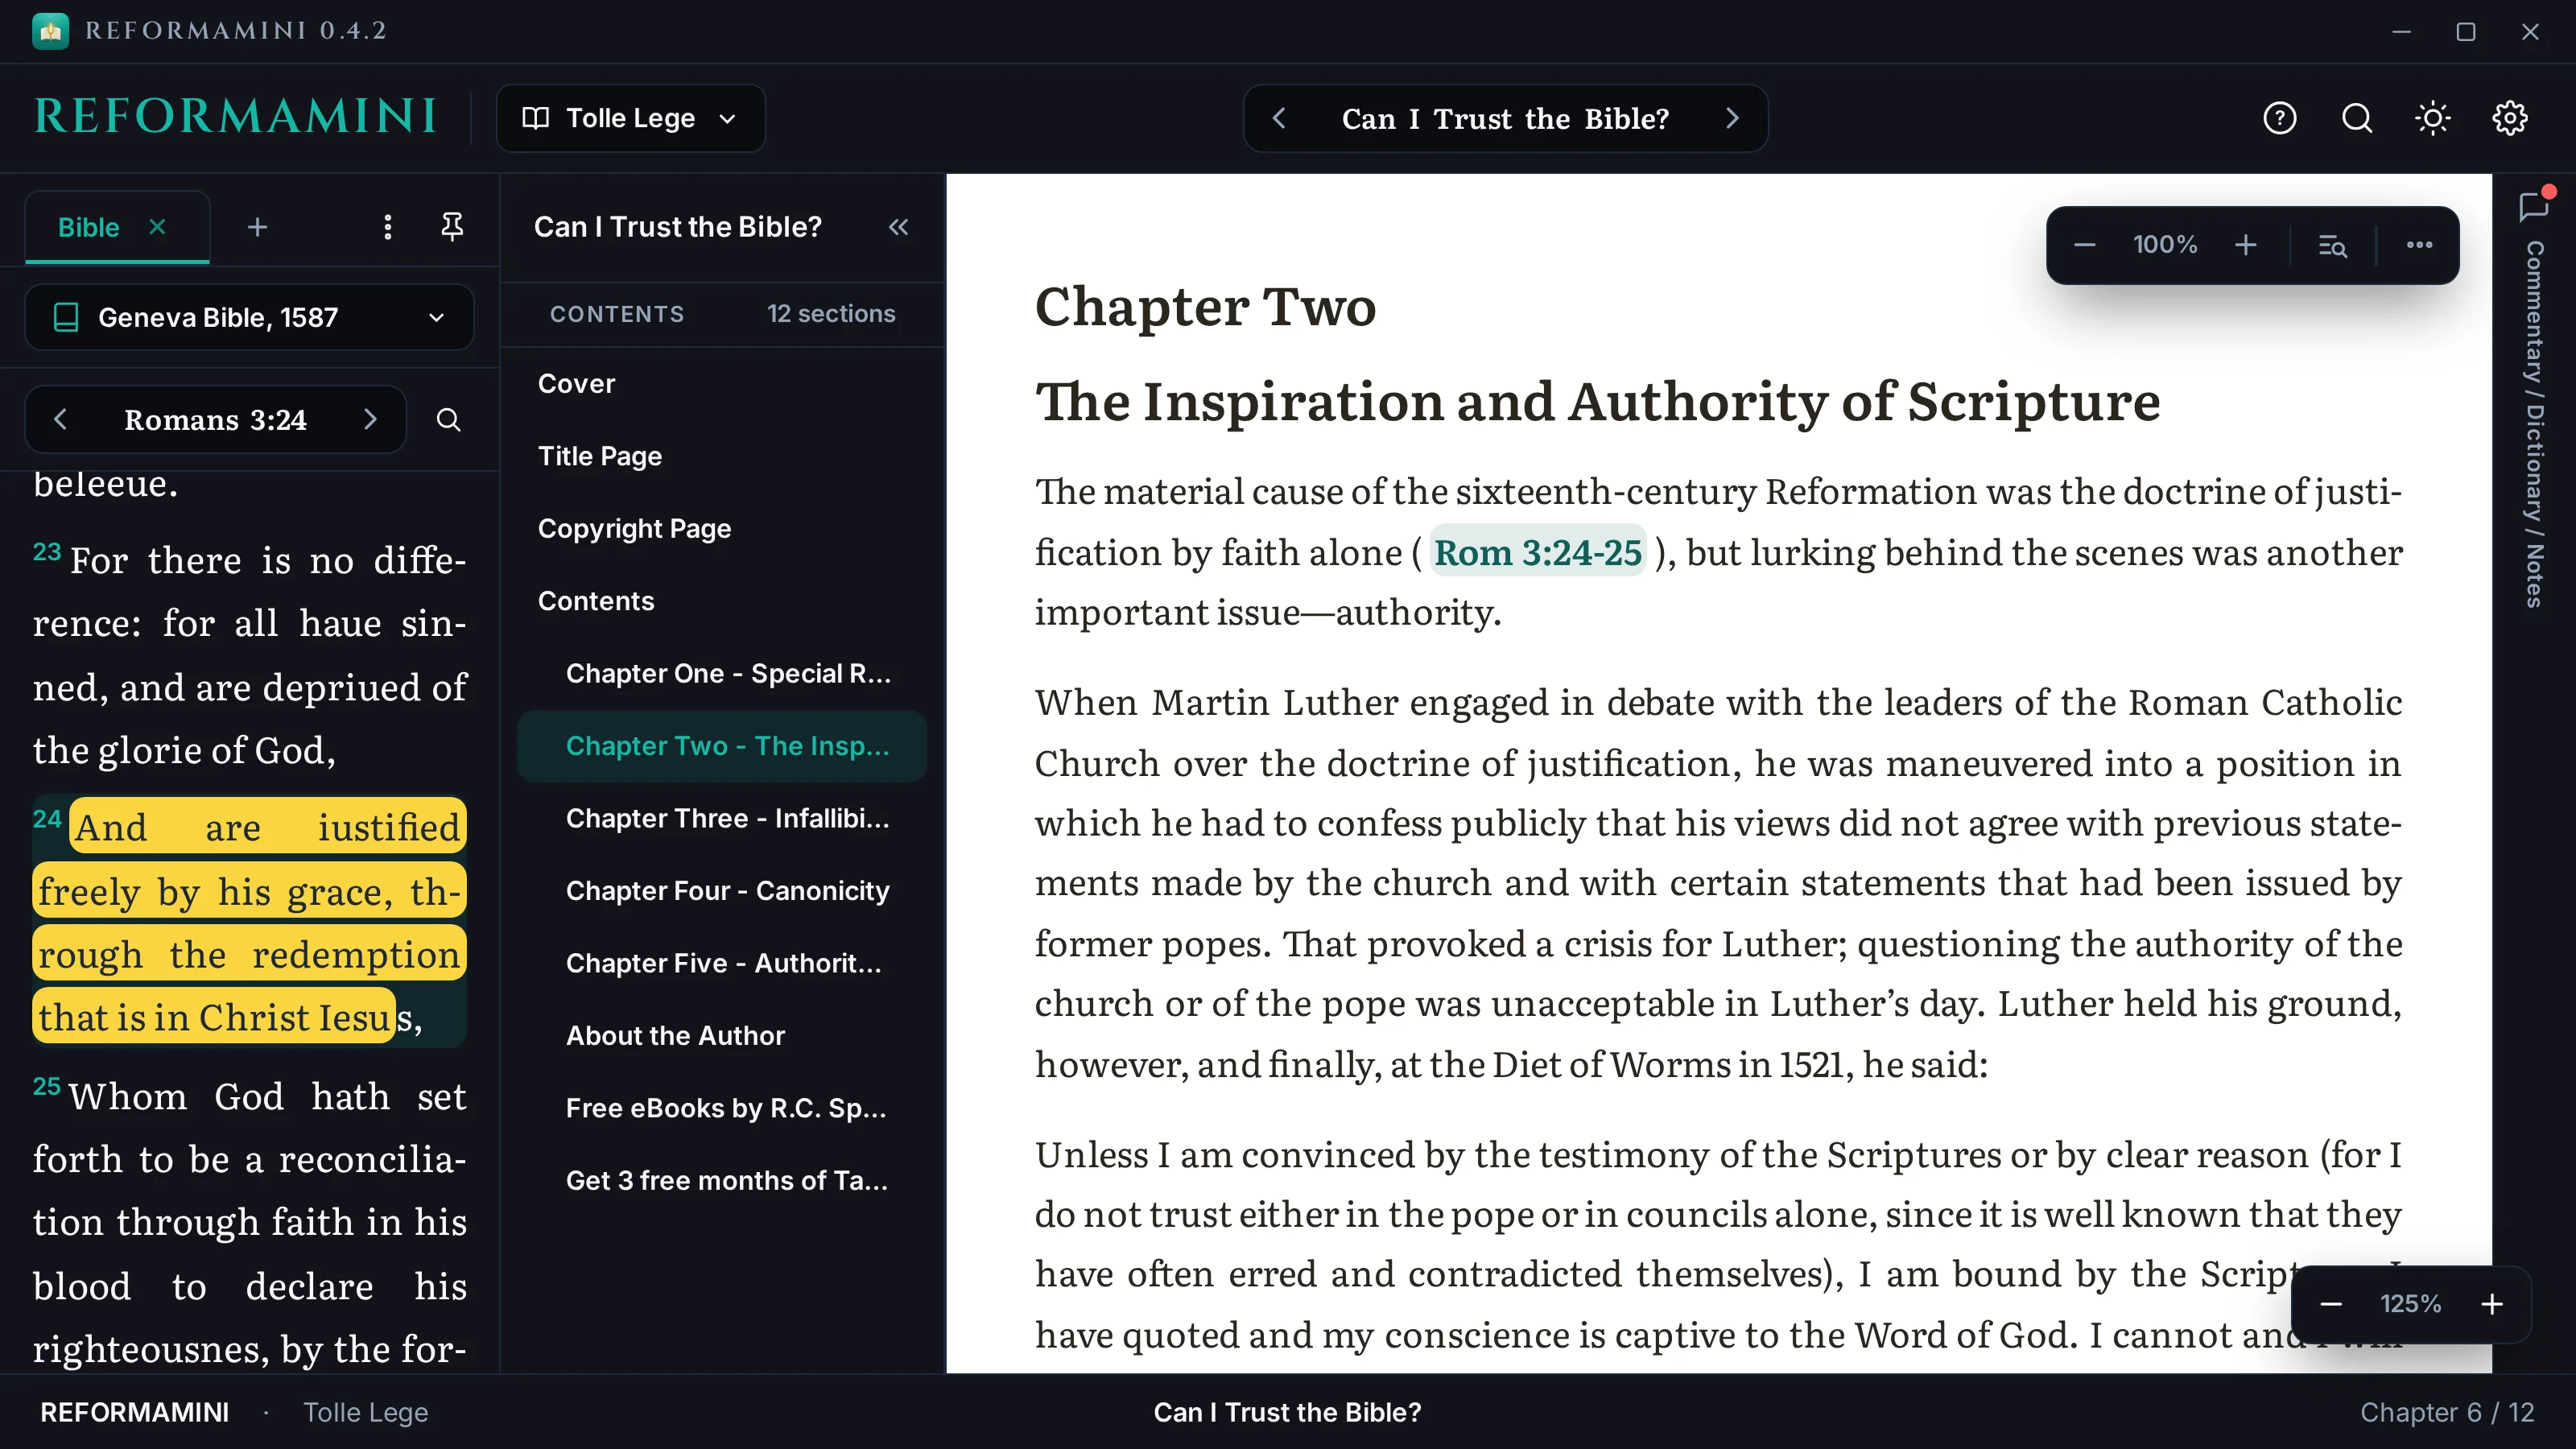 REFORMAMINI 0.4.2
REFORMAMINI
Tolle Lege
Can I Trust the Bible?
Bible
Geneva Bible, 1587
Romans 3:24
beleeue.
23 For there is no diffe-
rence: for all haue sin-
ned, and are depriued of
the glorie of God,
24 And are iustified
freely by his grace, th-
rough the redemption
that is in Christ Iesus,
25 Whom God hath set
forth to be a reconcilia-
tion through faith in his
blood to declare his
righteousnes, by the for-
Can I Trust the Bible?
CONTENTS 12 sections
Cover
Title Page
Copyright Page
Contents
Chapter One - Special R...
Chapter Two - The Insp...
Chapter Three - Infallibi...
Chapter Four - Canonicity
Chapter Five - Authorit...
About the Author
Free eBooks by R.C. Sp...
Get 3 free months of Ta...
100%
Chapter Two
The Inspiration and Authority of Scripture
The material cause of the sixteenth-century Reformation was the doctrine of justi-
fication by faith alone ( Rom 3:24-25 ), but lurking behind the scenes was another
important issue—authority.
When Martin Luther engaged in debate with the leaders of the Roman Catholic
Church over the doctrine of justification, he was maneuvered into a position in
which he had to confess publicly that his views did not agree with previous state-
ments made by the church and with certain statements that had been issued by
former popes. That provoked a crisis for Luther; questioning the authority of the
church or of the pope was unacceptable in Luther’s day. Luther held his ground,
however, and finally, at the Diet of Worms in 1521, he said:
Unless I am convinced by the testimony of the Scriptures or by clear reason (for I
do not trust either in the pope or in councils alone, since it is well known that they
have often erred and contradicted themselves), I am bound by the
have quoted and my conscience is captive to the Word of God. I cannot and
125%
Commentary / Dictionary / Notes
REFORMAMINI · Tolle Lege
Can I Trust the Bible?
Chapter 6 / 12